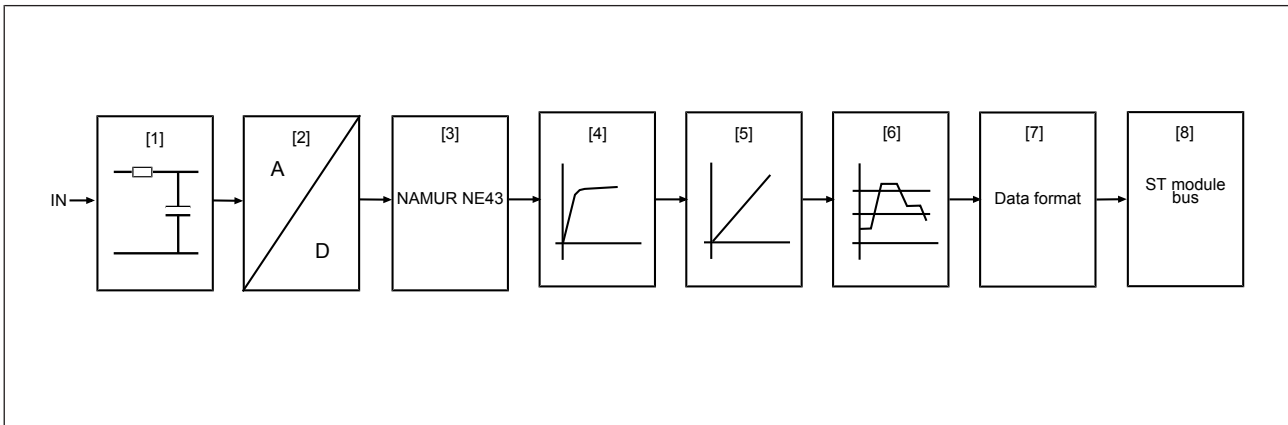 IN
[1]
[2]
A
D
[3]
NAMUR NE43
[4]
[5]
[6]
[7]
Data format
[8]
ST module
bus